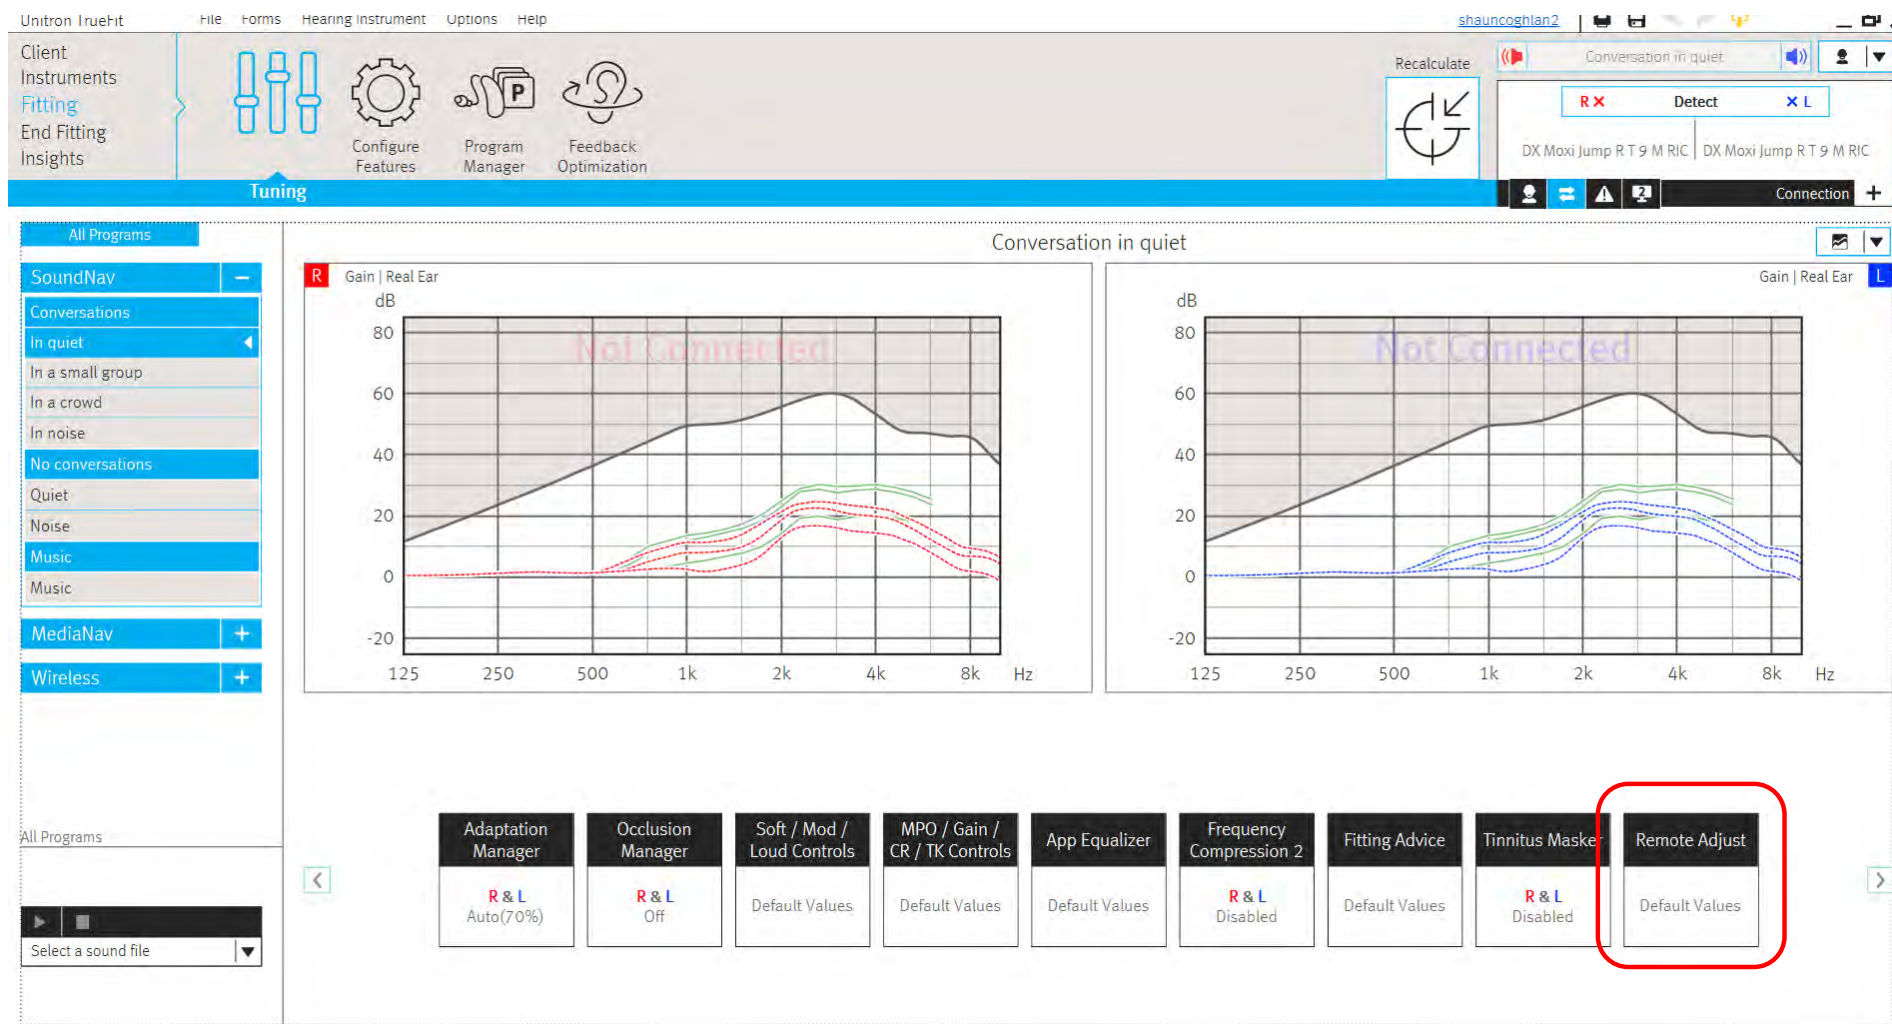 Unitron TrueFit
File Forms Hearing Instrument Options Help
shauncoghlan2
Client
Instruments
Fitting
End Fitting
Insights
Configure
Features
Program
Manager
P
Feedback
Optimization
Tuning
Recalculate
Conversation in quiet
R X Detect X L
DX Moxi Jump R T 9 M RIC
DX Moxi Jump R T 9 M RIC
2
Connection +
All Programs
SoundNav
Conversations
In quiet
In a small group
In a crowd
In noise
No conversations
Quiet
Noise
Music
Music
MediaNav +
Wireless +
Conversation in quiet
R Gain | Real Ear
dB
80
60
40
20
0
-20
125 250 500 1k 2k 4k 8k Hz
Not Connected
Gain | Real Ear L
dB
80
60
40
20
0
-20
125 250 500 1k 2k 4k 8k Hz
Not Connected
All Programs
Select a sound file
Adaptation
Manager
R & L
Auto(70%)
Occlusion
Manager
R & L
Off
Soft / Mod /
Loud Controls
Default Values
MPO / Gain /
CR / TK Controls
Default Values
App Equalizer
Default Values
Frequency
Compression 2
R & L
Disabled
Fitting Advice
Default Values
Tinnitus Masker
R & L
Disabled
Remote Adjust
Default Values